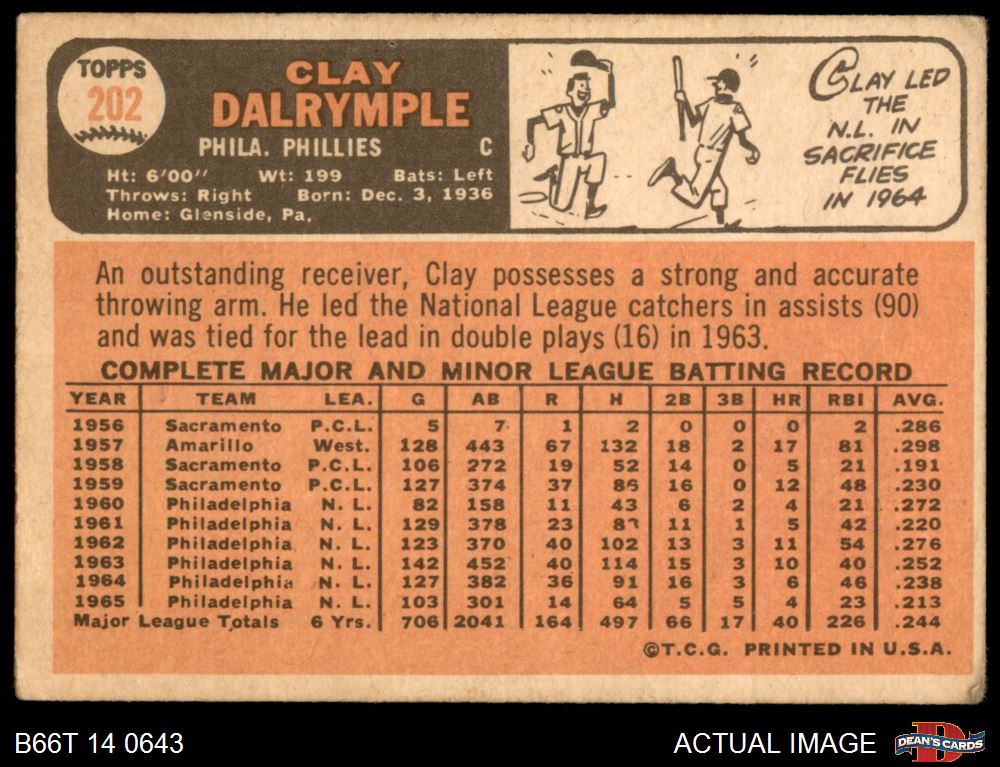 TOPPS
202
CLAY
DALRYMPLE
PHILA. PHILLIES C
Ht: 6'00" Wt: 199 Bats: Left
Throws: Right Born: Dec. 3, 1936
Home: Glenside, Pa.
CLAY LED
THE
N.L. IN
SACRIFICE
FLIES
IN 1964
An outstanding receiver, Clay possesses a strong and accurate
throwing arm. He led the National League catchers in assists (90)
and was tied for the lead in double plays (16) in 1963.
COMPLETE MAJOR AND MINOR LEAGUE BATTING RECORD
YEAR TEAM LEA. G AB R H 2B 3B HR RBI AVG.
1956 Sacramento P.C.L. 5 7 1 2 0 0 0 2 .286
1957 Amarillo West. 128 443 67 132 18 2 17 81 .298
1958 Sacramento P.C.L. 106 272 19 52 14 0 5 21 .191
1959 Sacramento P.C.L. 127 374 37 86 16 0 12 48 .230
1960 Philadelphia N. L. 82 158 11 43 6 2 4 21 .272
1961 Philadelphia N. L. 129 378 23 11 1 5 42 .220
1962 Philadelphia N. L. 123 370 40 102 13 3 11 54 .276
1963 Philadelphia N. L. 142 452 40 114 15 3 10 40 .252
1964 Philadelphia N. L. 127 382 36 91 16 3 6 46 .238
1965 Philadelphia N. L. 103 301 14 64 5 5 4 23 .213
Major League Totals 6 Yrs. 706 2041 164 497 66 17 40 226 .244
©T.C.G. PRINTED IN U.S.A.
B66T 14 0643
ACTUAL IMAGE
DEAN'S CARDS